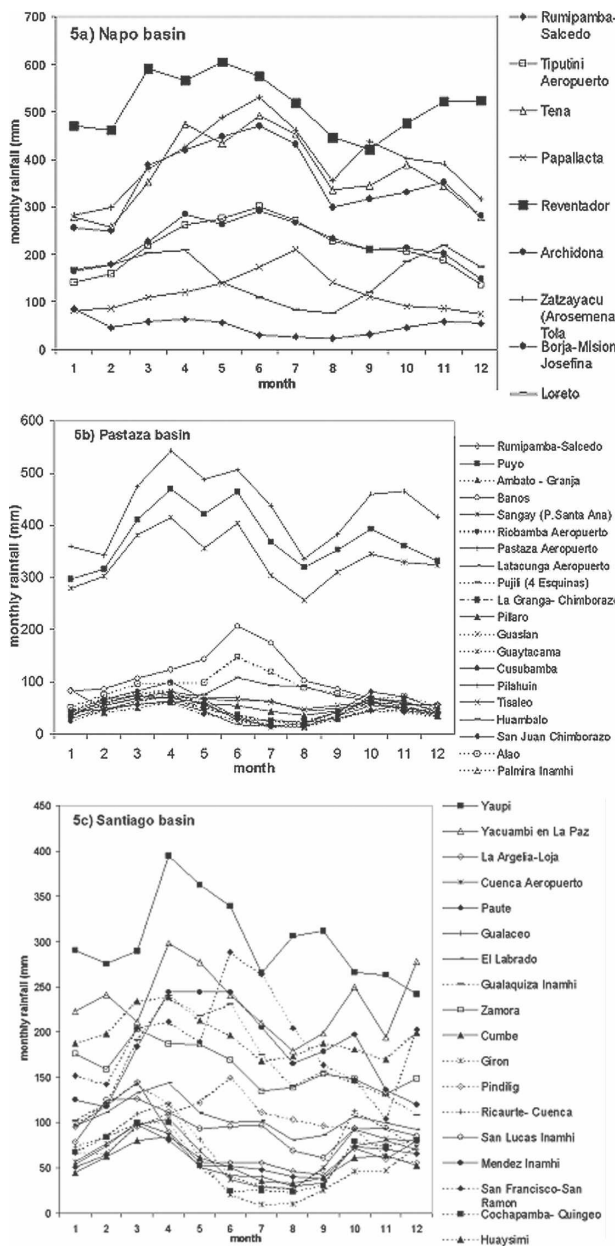 5a) Napo basin
monthly rainfall (mm
700
600
500
400
300
200
100
0
1 2 3 4 5 6 7 8 9 10 11 12
month
Rumipamba-
Salcedo
Tiputini
Aeropuerto
Tena
Papallacta
Reventador
Archidona
Zatzayacu
(Arosemena
Tola
Borja-Mision
Josefina
Loreto
5b) Pastaza basin
monthly rainfall (mm)
600
500
400
300
200
100
0
1 2 3 4 5 6 7 8 9 10 11 12
month
Rumipamba-Salcedo
Puyo
Ambato - Granja
Banos
Sangay (P.Santa Ana)
Riobamba Aeropuerto
Pastaza Aeropuerto
Latacunga Aeropuerto
Pujili (4 Esquinas)
La Granga- Chimborazo
Pillaro
Guaslan
Guaytacama
Cusubamba
Pilahuin
Tisaleo
Huambalo
San Juan Chimborazo
Alao
Palmira Inamhi
5c) Santiago basin
monthly rainfall (mm
450
400
350
300
250
200
150
100
50
0
1 2 3 4 5 6 7 8 9 10 11 12
month
Yaupi
Yacuambi en La Paz
La Argelia-Loja
Cuenca Aeropuerto
Paute
Gualaceo
El Labrado
Gualaquiza Inamhi
Zamora
Cumbe
Giron
Pindilig
Ricaurte- Cuenca
San Lucas Inamhi
Mendez Inamhi
San Francisco-San
Ramon
Cochapamba- Quingeo
Huaysimi